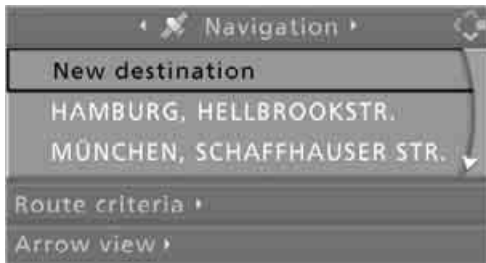 Navigation
New destination
HAMBURG, HELLBROOKSTR.
MÜNCHEN, SCHAFFHAUSER STR.
Route criteria
Arrow view